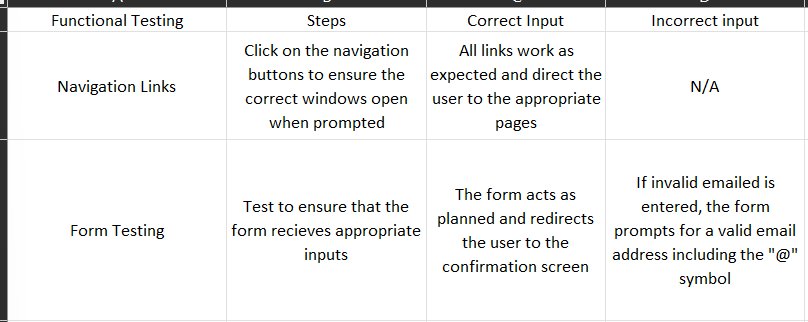 Functional Testing
Steps
Correct Input
Incorrect input
Navigation Links
Click on the navigation
buttons to ensure the
correct windows open
when prompted
All links work as
expected and direct the
user to the appropriate
pages
N/A
Form Testing
Test to ensure that the
form recieves appropriate
inputs
The form acts as
planned and redirects
the user to the
confirmation screen
If invalid emailed is
entered, the form
prompts for a valid email
address including the "@"
symbol